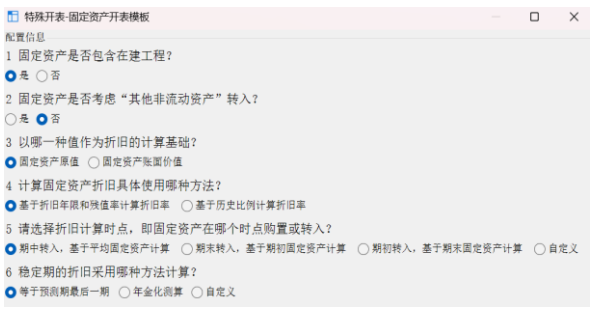 特殊开表-固定资产开表模板
配置信息
1 固定资产是否包含在建工程？
是 否
2 固定资产是否考虑“其他非流动资产”转入？
是 否
3 以哪一种值作为折旧的计算基础？
固定资产原值 固定资产账面价值
4 计算固定资产折旧具体使用哪种方法？
基于折旧年限和残值率计算折旧率 基于历史比例计算折旧率
5 请选择折旧计算时点，即固定资产在哪个时点购置或转入？
期中转入，基于平均固定资产计算 期末转入，基于期初固定资产计算 期初转入，基于期末固定资产计算 自定义
6 稳定期的折旧采用哪种方法计算？
等于预测期最后一期 年金化测算 自定义